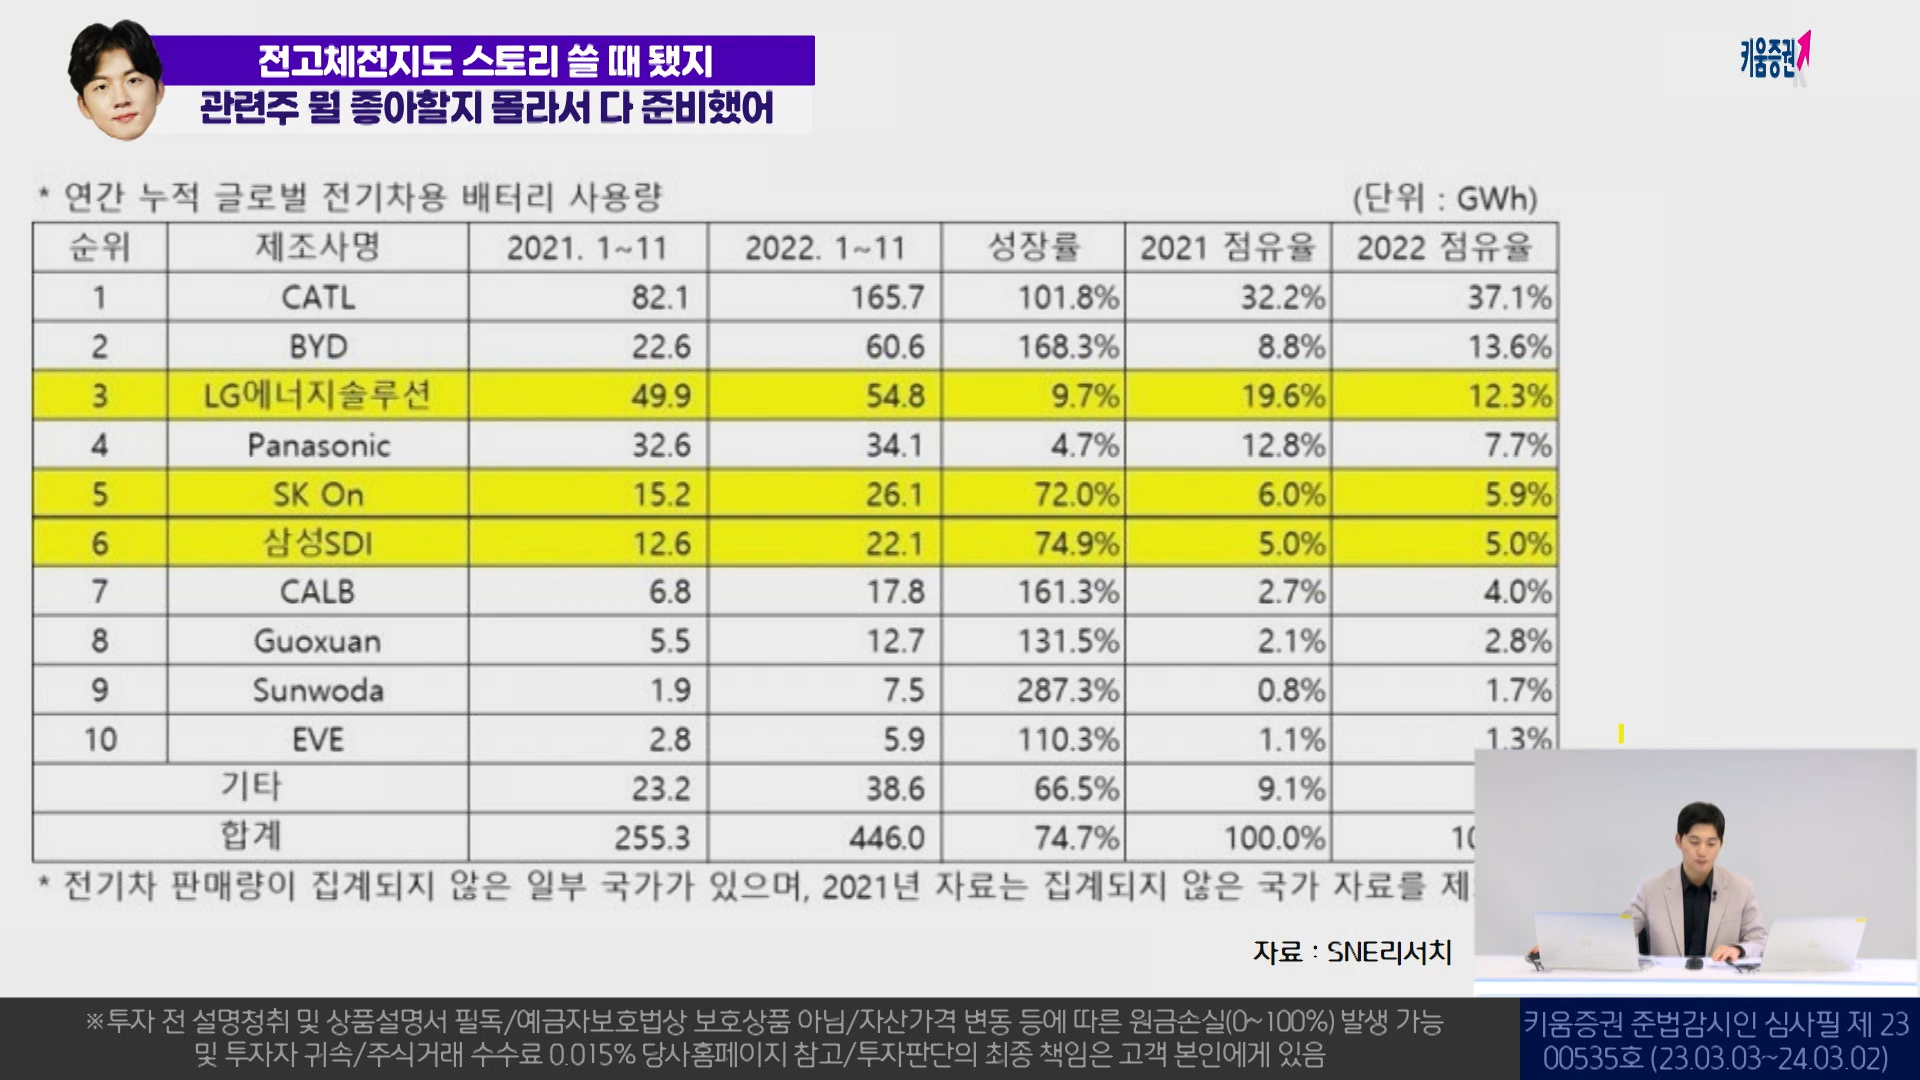 전고체전지도 스토리 쓸 때 됐지
관련주 뭘 좋아할지 몰라서 다 준비했어
키움증권
* 연간 누적 글로벌 전기차용 배터리 사용량 (단위 : GWh)
순위 제조사명 2021. 1~11 2022. 1~11 성장률 2021 점유율 2022 점유율
1 CATL 82.1 165.7 101.8% 32.2% 37.1%
2 BYD 22.6 60.6 168.3% 8.8% 13.6%
3 LG에너지솔루션 49.9 54.8 9.7% 19.6% 12.3%
4 Panasonic 32.6 34.1 4.7% 12.8% 7.7%
5 SK On 15.2 26.1 72.0% 6.0% 5.9%
6 삼성SDI 12.6 22.1 74.9% 5.0% 5.0%
7 CALB 6.8 17.8 161.3% 2.7% 4.0%
8 Guoxuan 5.5 12.7 131.5% 2.1% 2.8%
9 Sunwoda 1.9 7.5 287.3% 0.8% 1.7%
10 EVE 2.8 5.9 110.3% 1.1% 1.3%
기타 23.2 38.6 66.5% 9.1%
합계 255.3 446.0 74.7% 100.0% 10
* 전기차 판매량이 집계되지 않은 일부 국가가 있으며, 2021년 자료는 집계되지 않은 국가 자료를 제
자료 : SNE리서치
※투자 전 설명청취 및 상품설명서 필독/예금자보호법상 보호상품 아님/자산가격 변동 등에 따른 원금손실(0~100%) 발생 가능
및 투자자 귀속/주식거래 수수료 0.015% 당사홈페이지 참고/투자판단의 최종 책임은 고객 본인에게 있음
키움증권 준법감시인 심사필 제 23
00535호 (23.03.03~24.03.02)